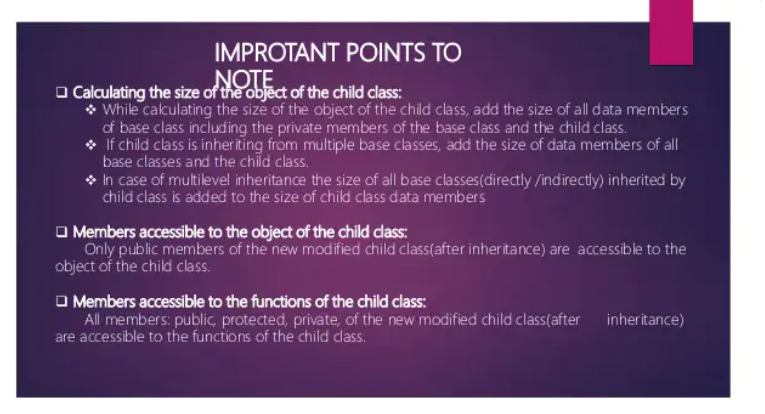 IMPROTANT POINTS TO
NOTE
❑ Calculating the size of the object of the child class:
❖ While calculating the size of the object of the child class, add the size of all data members
of base class including the private members of the base class and the child class.
❖ If child class is inheriting from multiple base classes, add the size of data members of all
base classes and the child class.
❖ In case of multilevel inheritance the size of all base classes(directly /indirectly) inherited by
child class is added to the size of child class data members
❑ Members accessible to the object of the child class:
Only public members of the new modified child class(after inheritance) are accessible to the
object of the child class.
❑ Members accessible to the functions of the child class:
All members: public, protected, private, of the new modified child class(after inheritance)
are accessible to the functions of the child class.